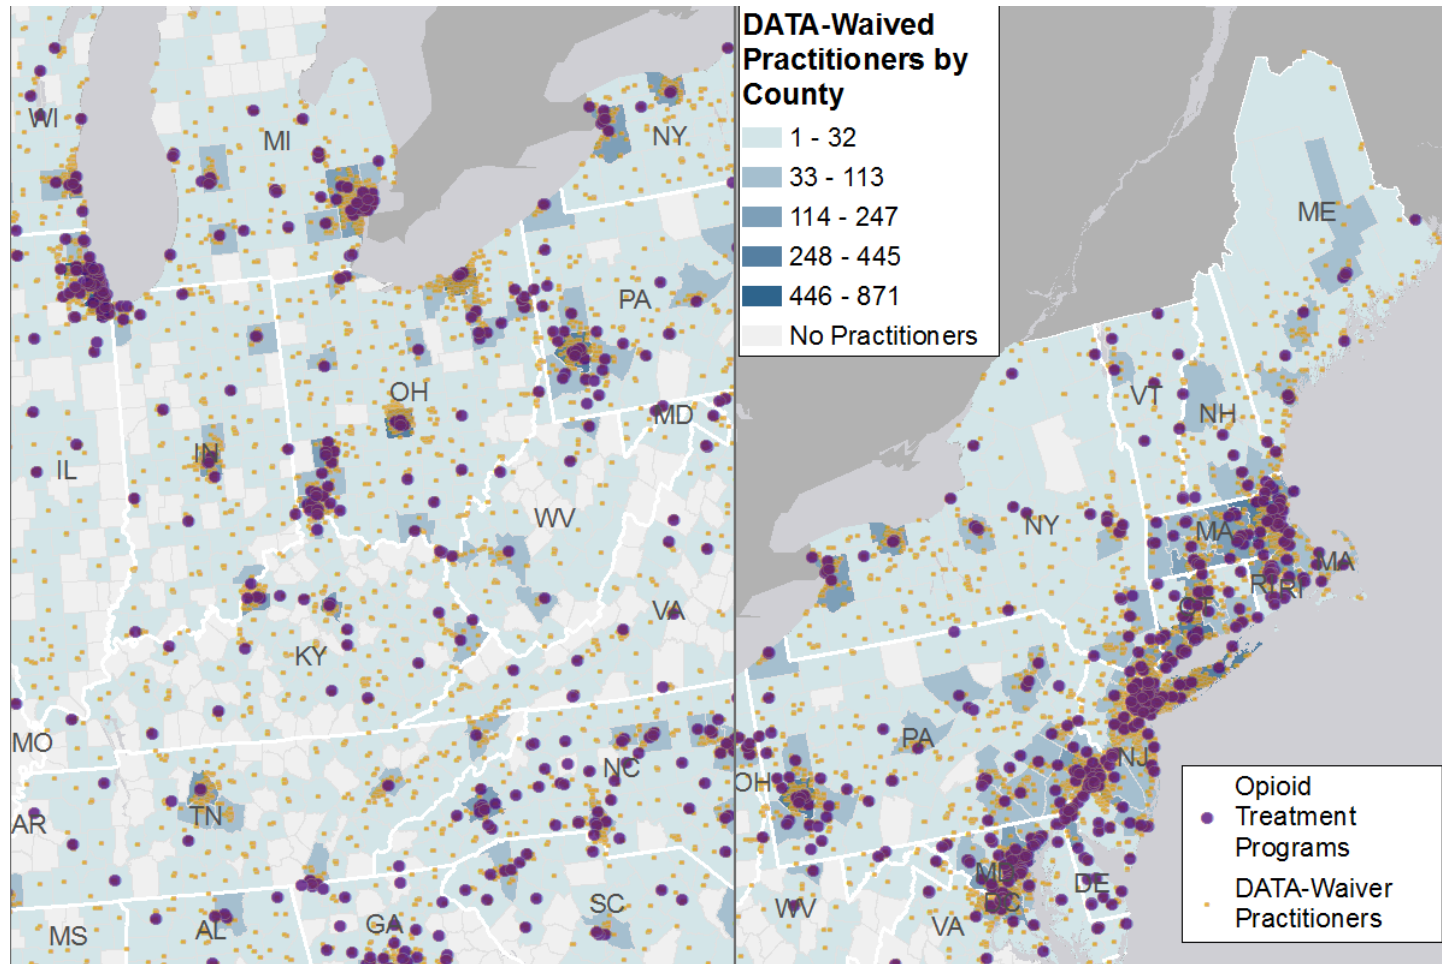 DATA-Waived
Practitioners by
County
1 - 32
33 - 113
114 - 247
248 - 445
446 - 871
No Practitioners
WI
MI
NY
PA
OH
MD
IN
IL
WV
VA
KY
MO
NC
TN
AR
SC
GA
AL
MS
ME
VT
NH
NY
MA
MA
RI
RI
CT
PA
NJ
OH
MD
DE
DC
WV
VA
Opioid
Treatment
Programs
DATA-Waiver
Practitioners